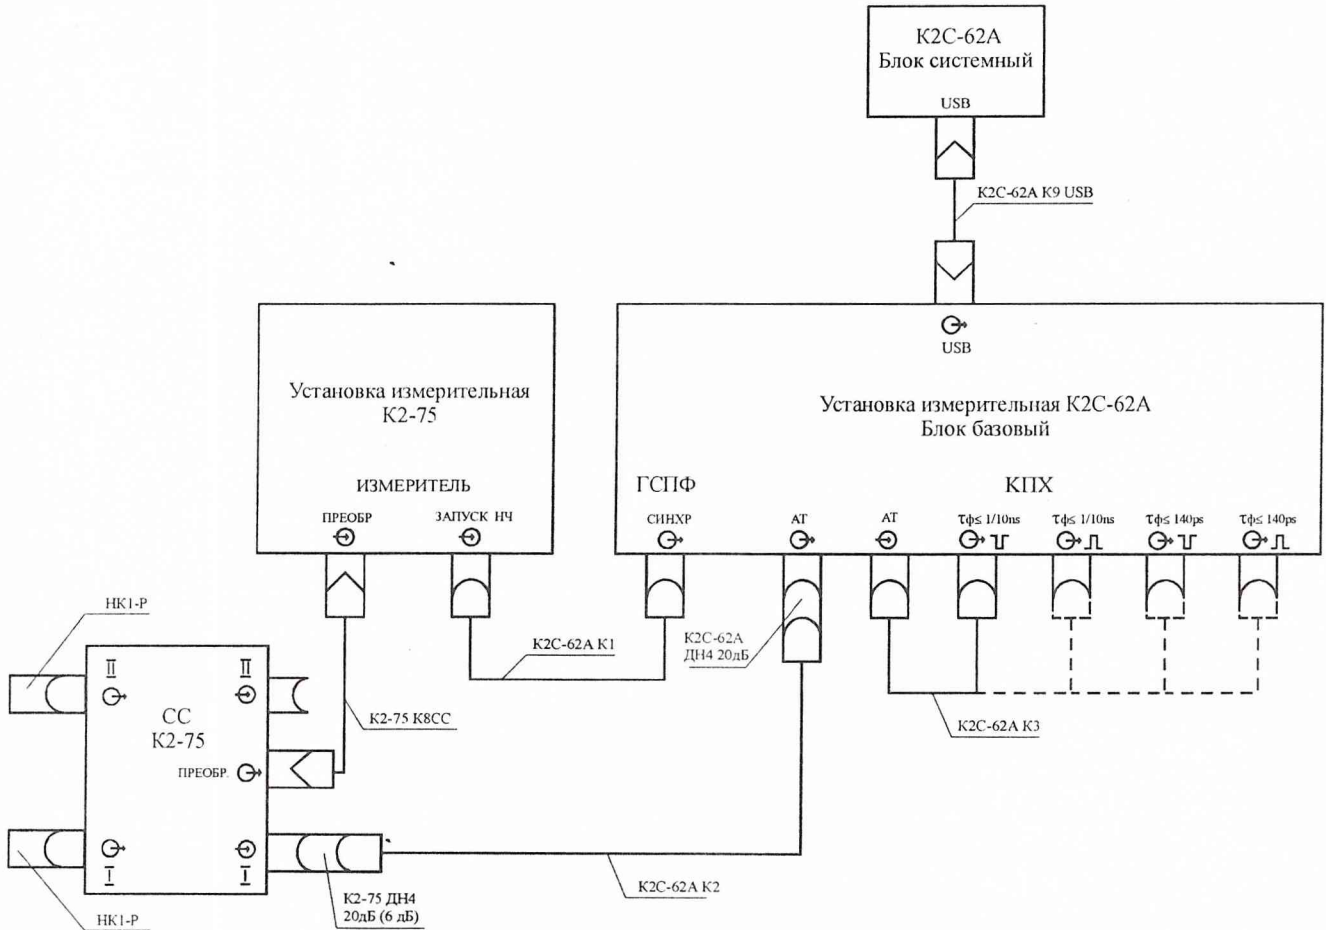 К2С-62А
Блок системный
USB
К2С-62А К9 USB
USB
Установка измерительная
К2-75
Установка измерительная К2С-62А
Блок базовый
ИЗМЕРИТЕЛЬ
ГСПФ
КПХ
ПРЕОБР
ЗАПУСК НЧ
СИНХР
АТ
АТ
τф≤ 1/10ns
τф≤ 1/10ns
τф≤ 140ps
τф≤ 140ps
НК1-Р
К2С-62А К1
К2С-62А
ДН4 20дБ
II
II
СС
К2-75
К2-75 К8СС
К2С-62А К3
ПРЕОБР.
I
I
К2С-62А К2
К2-75 ДН4
20дБ (6 дБ)
НК1-Р